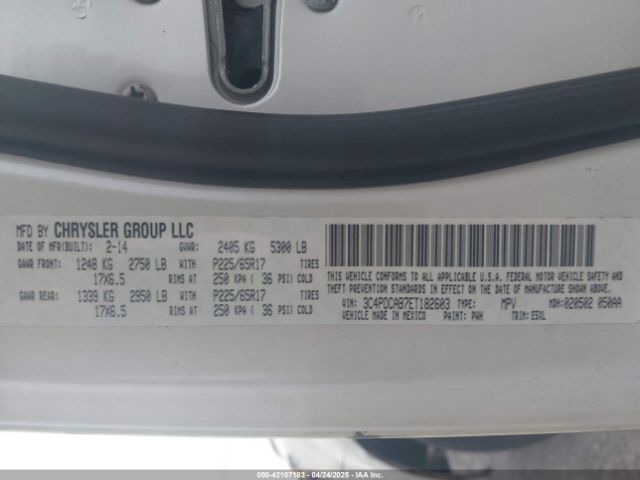 MFD BY CHRYSLER GROUP LLC
DATE OF MFR(BUILT): 2-14 GVWR: 2405 KG 5300 LB
GAWR FRONT: 1248 KG 2750 LB WITH P225/65R17 TIRES
17X6.5 RIMS AT 250 KPA ( 36 PSI) COLD
GAWR REAR: 1339 KG 2950 LB WITH P225/65R17 TIRES
17X6.5 RIMS AT 250 KPA ( 36 PSI) COLD
THIS VEHICLE CONFORMS TO ALL APPLICABLE U.S.A. FEDERAL MOTOR VEHICLE SAFETY AND
THEFT PREVENTION STANDARDS IN EFFECT ON THE DATE OF MANUFACTURE SHOWN ABOVE.
VIN: 3C4PDCAB7ET182603 TYPE: MPV MDH: 020502 050AA
VEHICLE MADE IN MEXICO PAINT: PWH TRIM: E5XL
000-42107183 04/24/2025 IMPACT AUTO AUCTIONS